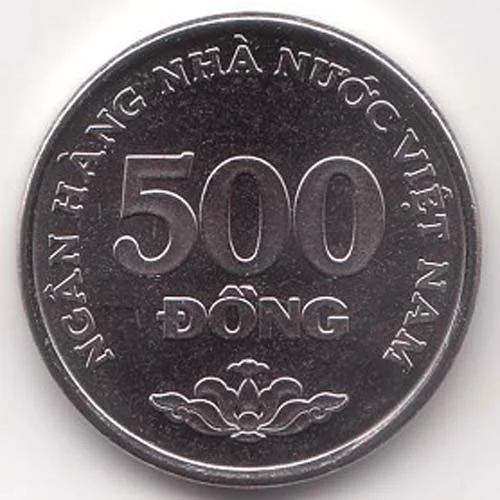 NGÂN HÀNG NHÀ NƯỚC VIỆT NAM
500
ĐỒNG